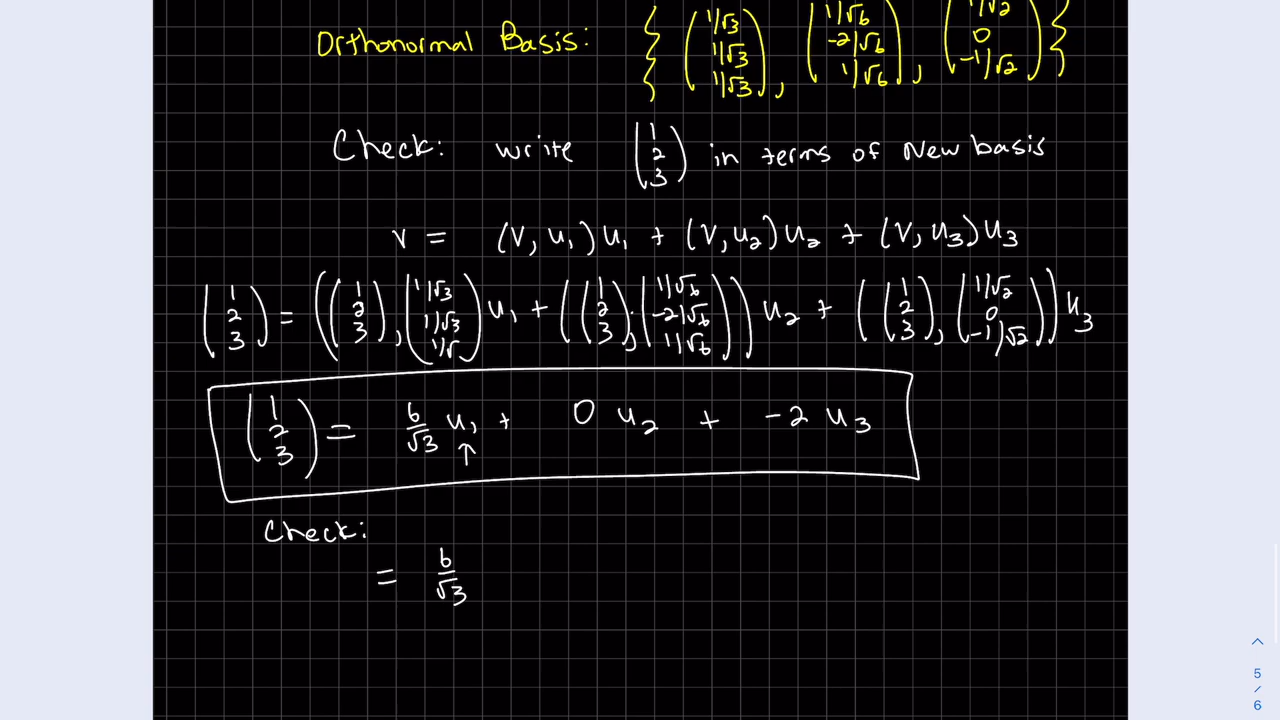 Orthonormal Basis: { (1/√3 1/√3 1/√3), (1/√6 -2/√6 1/√6), (1/√2 0 -1/√2) }
Check: write (1 2 3) in terms of New basis
v = (v, u₁)u₁ + (v, u₂)u₂ + (v, u₃)u₃
(1 2 3) = ((1 2 3), (1/√3 1/√3 1/√) u₁ + ((1 2 3), (1/√6 -2/√6 1/√6)) u₂ + ((1 2 3), (1/√2 0 -1/√2)) u₃
(1 2 3) = 6/√3 u₁ + 0 u₂ + -2 u₃
↑
Check:
= 6/√3
5
/
6